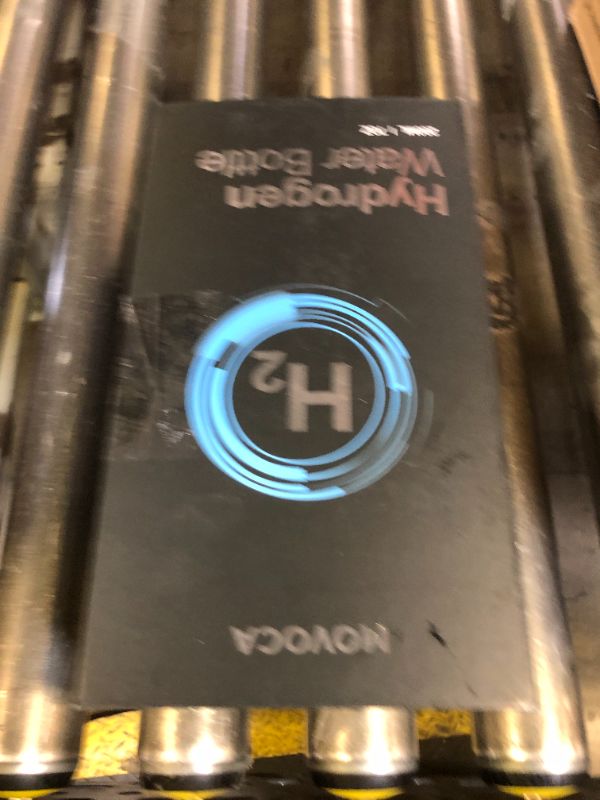 NOVOCA
H2
Hydrogen
Water Bottle